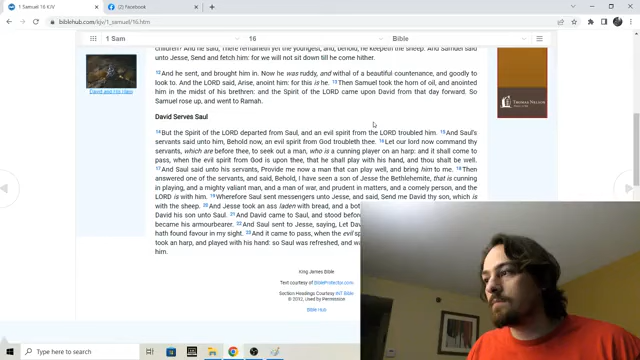 1 Samuel 16 KJV
Facebook
biblehub.com/kjv/1_samuel/16.htm
1 Sam
16
Bible
children? And he said, There remaineth yet the youngest, and, behold, he keepeth the sheep. And Samuel said
unto Jesse, Send and fetch him: for we will not sit down till he come hither.
12 And he sent, and brought him in. Now he was ruddy, and withal of a beautiful countenance, and goodly to
look to. And the LORD said, Arise, anoint him: for this is he. 13 Then Samuel took the horn of oil, and anointed
him in the midst of his brethren: and the Spirit of the LORD came upon David from that day forward. So
Samuel rose up, and went to Ramah.
David and His Harp
THOMAS NELSON
David Serves Saul
14 But the Spirit of the LORD departed from Saul, and an evil spirit from the LORD troubled him. 15 And Saul's
servants said unto him, Behold now, an evil spirit from God troubleth thee. 16 Let our lord now command thy
servants, which are before thee, to seek out a man, who is a cunning player on an harp: and it shall come to
pass, when the evil spirit from God is upon thee, that he shall play with his hand, and thou shalt be well.
17 And Saul said unto his servants, Provide me now a man that can play well, and bring him to me. 18 Then
answered one of the servants, and said, Behold, I have seen a son of Jesse the Bethlehemite, that is cunning
in playing, and a mighty valiant man, and a man of war, and prudent in matters, and a comely person, and the
LORD is with him. 19 Wherefore Saul sent messengers unto Jesse, and said, Send me David thy son, which is
with the sheep. 20 And Jesse took an ass laden with bread, and a bot
David his son unto Saul. 21 And David came to Saul, and stood before
became his armourbearer. 22 And Saul sent to Jesse, saying, Let Dav
hath found favour in my sight. 23 And it came to pass, when the evil sp
took an harp, and played with his hand: so Saul was refreshed, and wa
him.
King James Bible
Text courtesy of BibleProtector.com
Section Headings Courtesy INT Bible
© 2012, Used by Permission
Bible Hub
Type here to search